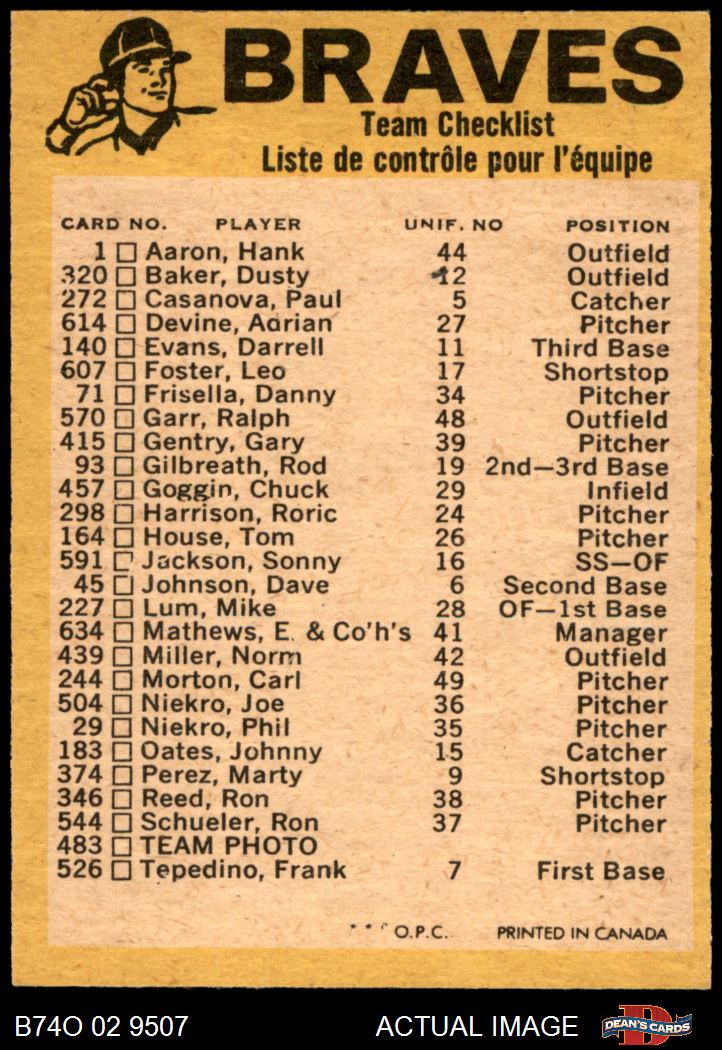 BRAVES
Team Checklist
Liste de contrôle pour l'équipe
CARD NO. PLAYER UNIF. NO POSITION
1 Aaron, Hank 44 Outfield
320 Baker, Dusty 12 Outfield
272 Casanova, Paul 5 Catcher
614 Devine, Adrian 27 Pitcher
140 Evans, Darrell 11 Third Base
607 Foster, Leo 17 Shortstop
71 Frisella, Danny 34 Pitcher
570 Garr, Ralph 48 Outfield
415 Gentry, Gary 39 Pitcher
93 Gilbreath, Rod 19 2nd—3rd Base
457 Goggin, Chuck 29 Infield
298 Harrison, Roric 24 Pitcher
164 House, Tom 26 Pitcher
591 Jackson, Sonny 16 SS—OF
45 Johnson, Dave 6 Second Base
227 Lum, Mike 28 OF—1st Base
634 Mathews, E. & Co'h's 41 Manager
439 Miller, Norm 42 Outfield
244 Morton, Carl 49 Pitcher
504 Niekro, Joe 36 Pitcher
29 Niekro, Phil 35 Pitcher
183 Oates, Johnny 15 Catcher
374 Perez, Marty 9 Shortstop
346 Reed, Ron 38 Pitcher
544 Schueler, Ron 37 Pitcher
483 TEAM PHOTO
526 Tepedino, Frank 7 First Base
* * * O.P.C. PRINTED IN CANADA
B74O 02 9507 ACTUAL IMAGE DEAN'S CARDS